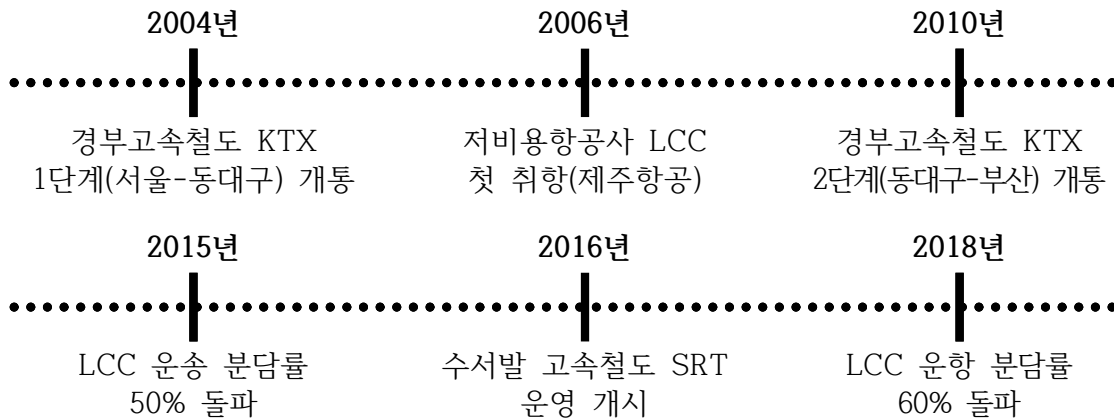 2004년 2006년 2010년
경부고속철도 KTX 저비용항공사 LCC 경부고속철도 KTX
1단계(서울-동대구) 개통 첫 취항(제주항공) 2단계(동대구-부산) 개통
2015년 2016년 2018년
LCC 운송 분담률 수서발 고속철도 SRT LCC 운항 분담률
50% 돌파 운영 개시 60% 돌파